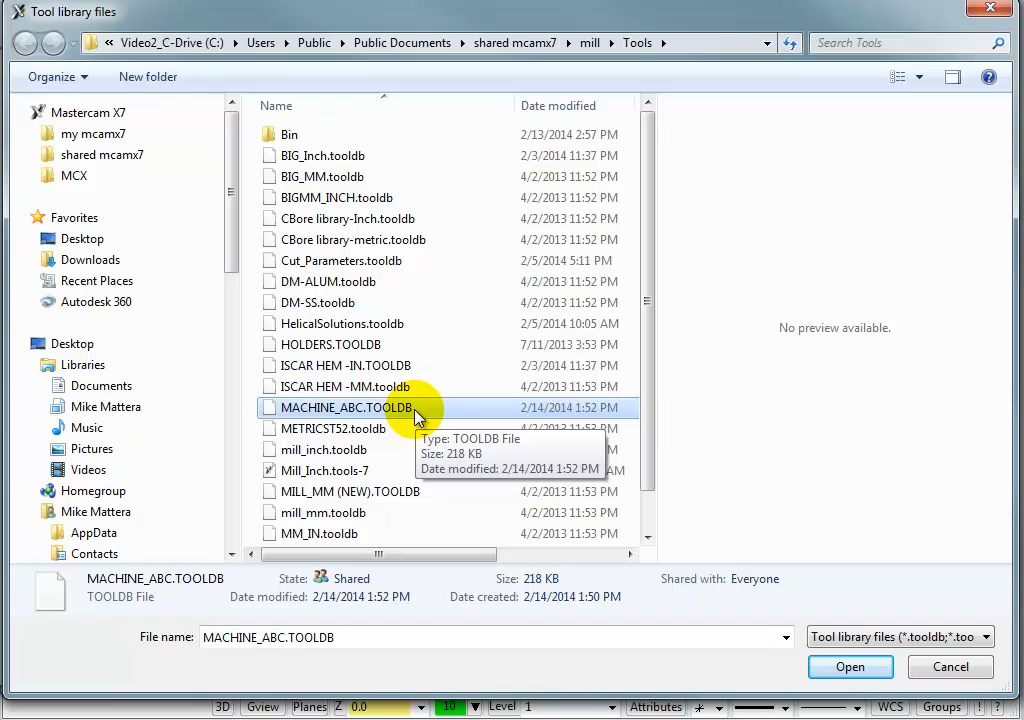 Tool library files
« Video2_C-Drive (C:) Users Public Public Documents shared mcamx7 mill Tools
Search Tools
Organize New folder
Name Date modified
Mastercam X7
my mcamx7
shared mcamx7
MCX
Favorites
Desktop
Downloads
Recent Places
Autodesk 360
Desktop
Libraries
Documents
Mike Mattera
Music
Pictures
Videos
Homegroup
Mike Mattera
AppData
Contacts
Bin 2/13/2014 2:57 PM
BIG_Inch.tooldb 2/3/2014 11:37 PM
BIG_MM.tooldb 4/2/2013 11:52 PM
BIGMM_INCH.tooldb 4/2/2013 11:52 PM
CBore library-Inch.tooldb 4/2/2013 11:52 PM
CBore library-metric.tooldb 4/2/2013 11:52 PM
Cut_Parameters.tooldb 2/5/2014 5:11 PM
DM-ALUM.tooldb 4/2/2013 11:52 PM
DM-SS.tooldb 4/2/2013 11:52 PM
HelicalSolutions.tooldb 2/5/2014 10:05 AM
HOLDERS.TOOLDB 7/11/2013 3:53 PM
ISCAR HEM -IN.TOOLDB 2/3/2014 11:37 PM
ISCAR HEM -MM.tooldb 4/2/2013 11:53 PM
MACHINE_ABC.TOOLDB 2/14/2014 1:52 PM
METRICST52.tooldb 4/2/2013 11:53 PM
mill_inch.tooldb
Mill_Inch.tools-7 AM
MILL_MM (NEW).TOOLDB 4/2/2013 11:53 PM
mill_mm.tooldb 4/2/2013 11:53 PM
MM_IN.tooldb 4/2/2013 11:53 PM
Type: TOOLDB File
Size: 218 KB
Date modified: 2/14/2014 1:52 PM
No preview available.
MACHINE_ABC.TOOLDB State: Shared Size: 218 KB Shared with: Everyone
TOOLDB File Date modified: 2/14/2014 1:52 PM Date created: 2/14/2014 1:50 PM
File name: MACHINE_ABC.TOOLDB Tool library files (*.tooldb;*.too
Open Cancel
3D Gview Planes Z 0.0 10 Level 1 Attributes WCS Groups ! ?